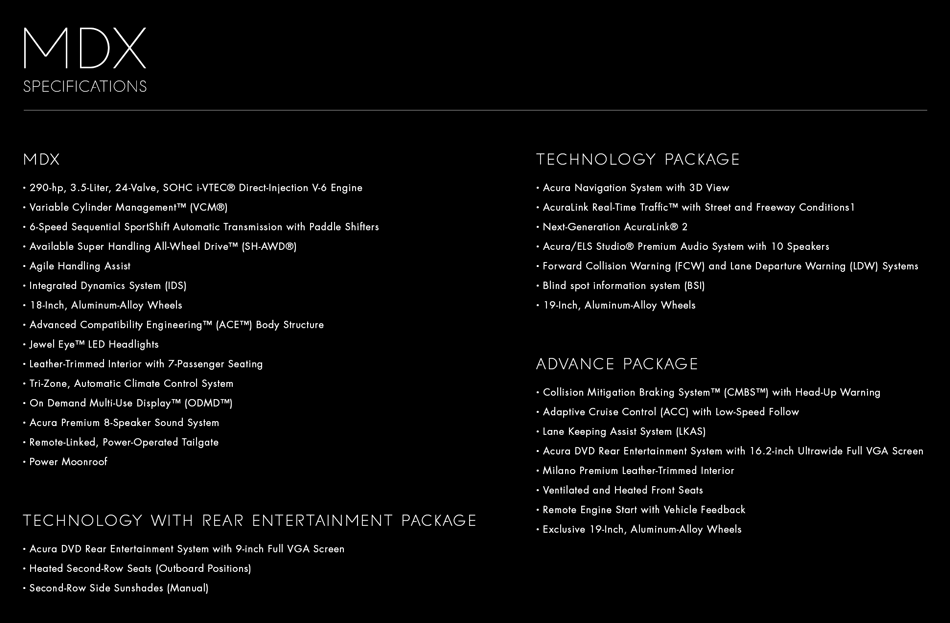 MDX
SPECIFICATIONS
MDX
• 290-hp, 3.5-Liter, 24-Valve, SOHC i-VTEC® Direct-Injection V-6 Engine
• Variable Cylinder Management™ (VCM®)
• 6-Speed Sequential SportShift Automatic Transmission with Paddle Shifters
• Available Super Handling All-Wheel Drive™ (SH-AWD®)
• Agile Handling Assist
• Integrated Dynamics System (IDS)
• 18-Inch, Aluminum-Alloy Wheels
• Advanced Compatibility Engineering™ (ACE™) Body Structure
• Jewel Eye™ LED Headlights
• Leather-Trimmed Interior with 7-Passenger Seating
• Tri-Zone, Automatic Climate Control System
• On Demand Multi-Use Display™ (ODMD™)
• Acura Premium 8-Speaker Sound System
• Remote-Linked, Power-Operated Tailgate
• Power Moonroof
TECHNOLOGY WITH REAR ENTERTAINMENT PACKAGE
• Acura DVD Rear Entertainment System with 9-inch Full VGA Screen
• Heated Second-Row Seats (Outboard Positions)
• Second-Row Side Sunshades (Manual)
TECHNOLOGY PACKAGE
• Acura Navigation System with 3D View
• AcuraLink Real-Time Traffic™ with Street and Freeway Conditions1
• Next-Generation AcuraLink® 2
• Acura/ELS Studio® Premium Audio System with 10 Speakers
• Forward Collision Warning (FCW) and Lane Departure Warning (LDW) Systems
• Blind spot information system (BSI)
• 19-Inch, Aluminum-Alloy Wheels
ADVANCE PACKAGE
• Collision Mitigation Braking System™ (CMBS™) with Head-Up Warning
• Adaptive Cruise Control (ACC) with Low-Speed Follow
• Lane Keeping Assist System (LKAS)
• Acura DVD Rear Entertainment System with 16.2-inch Ultrawide Full VGA Screen
• Milano Premium Leather-Trimmed Interior
• Ventilated and Heated Front Seats
• Remote Engine Start with Vehicle Feedback
• Exclusive 19-Inch, Aluminum-Alloy Wheels